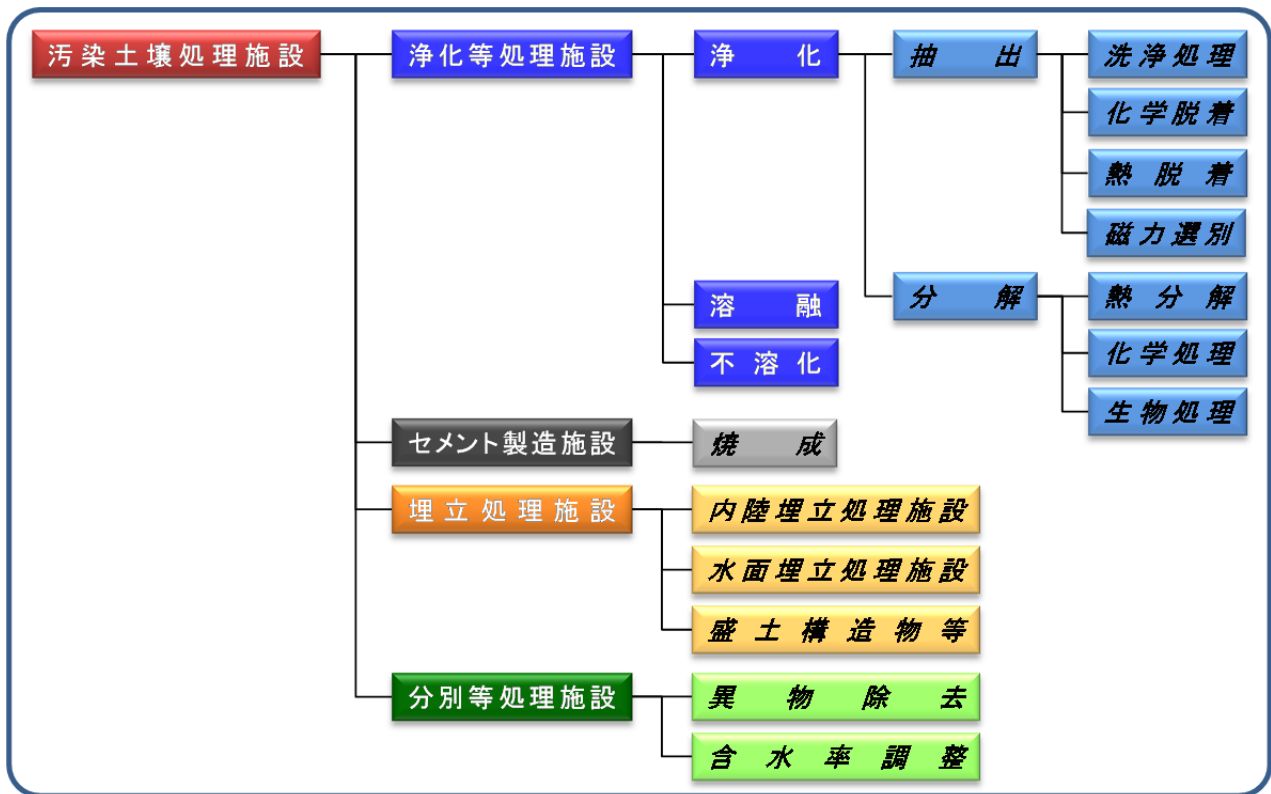 汚染土壌処理施設
浄化等処理施設
浄化
抽出
洗浄処理
化学脱着
熱脱着
磁力選別
分解
熱分解
化学処理
生物処理
溶融
不溶化
セメント製造施設
焼成
埋立処理施設
内陸埋立処理施設
水面埋立処理施設
盛土構造物等
分別等処理施設
異物除去
含水率調整